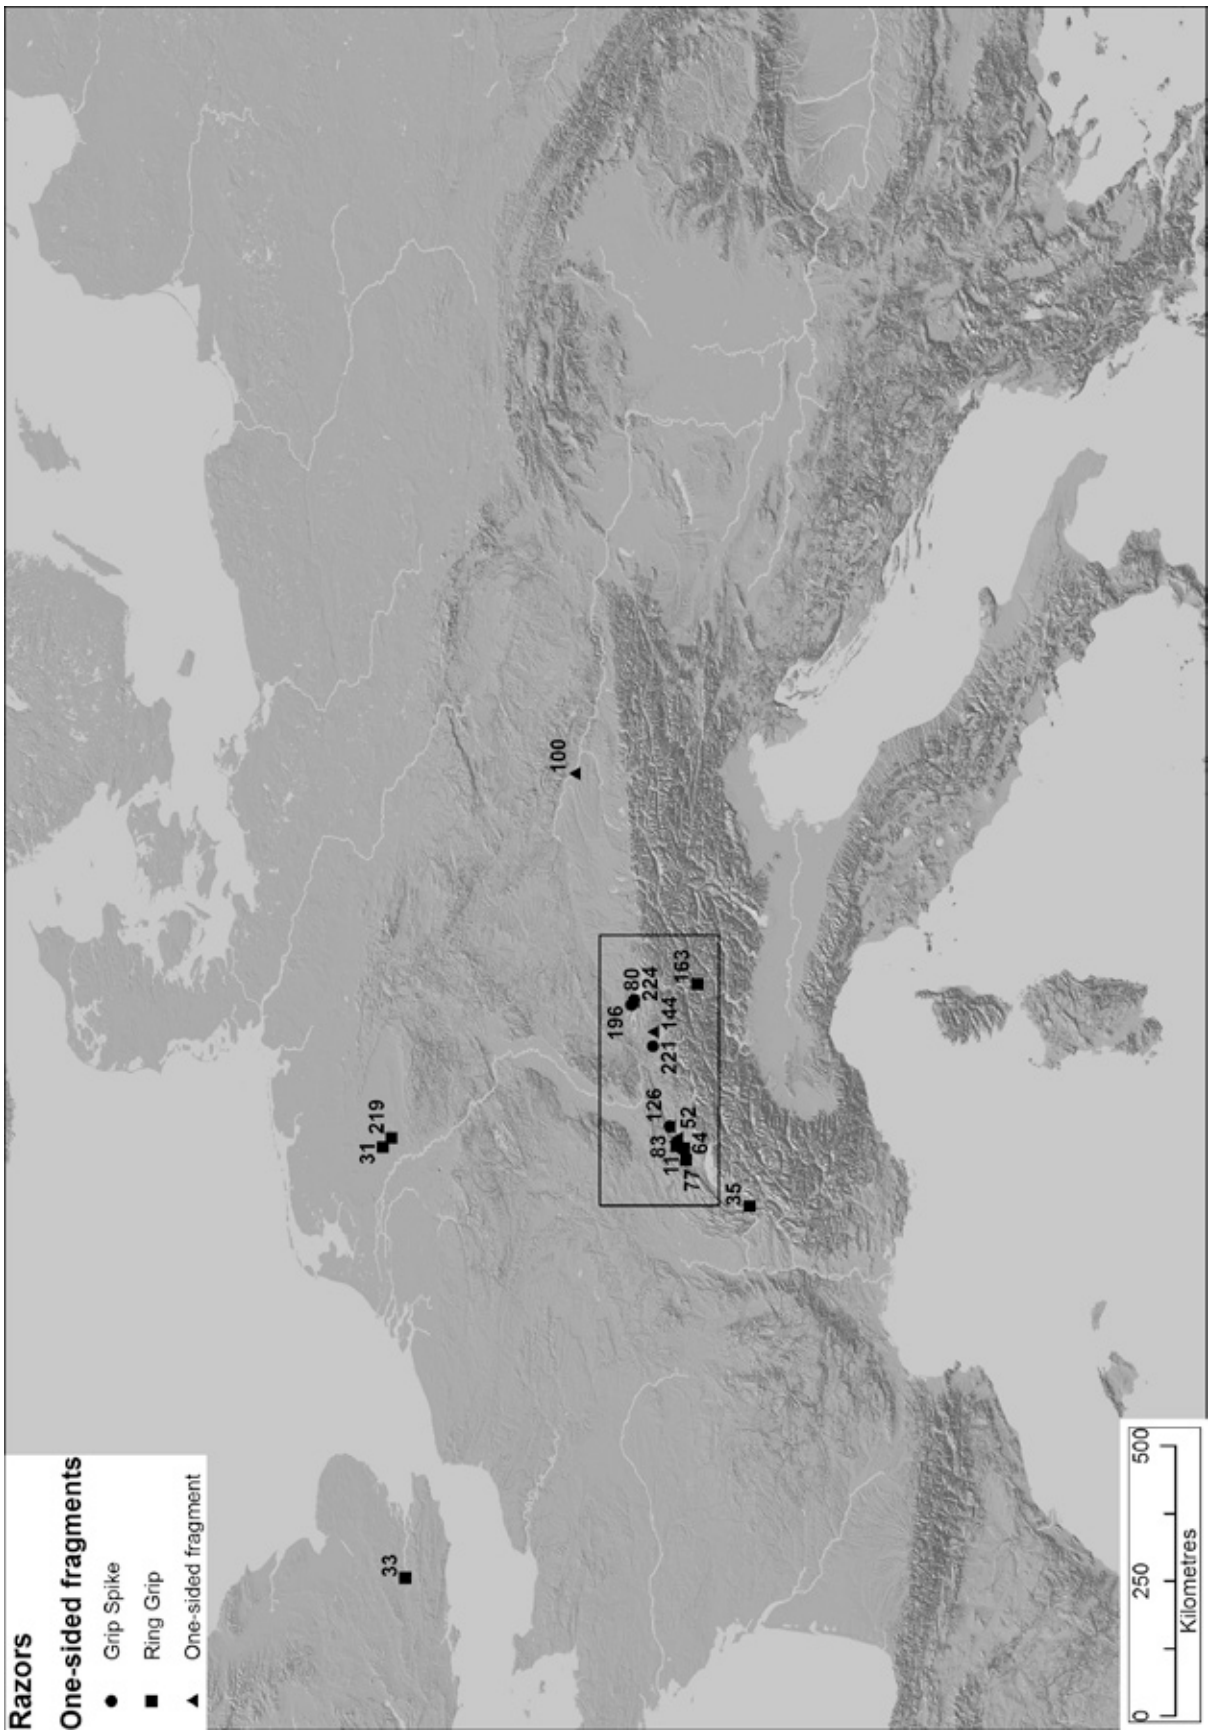 Razors
One-sided fragments
Grip Spike
Ring Grip
One-sided fragment
33
31
219
100
196
80
224
163
144
221
126
83
52
11
64
77
35
0 250 500
Kilometres